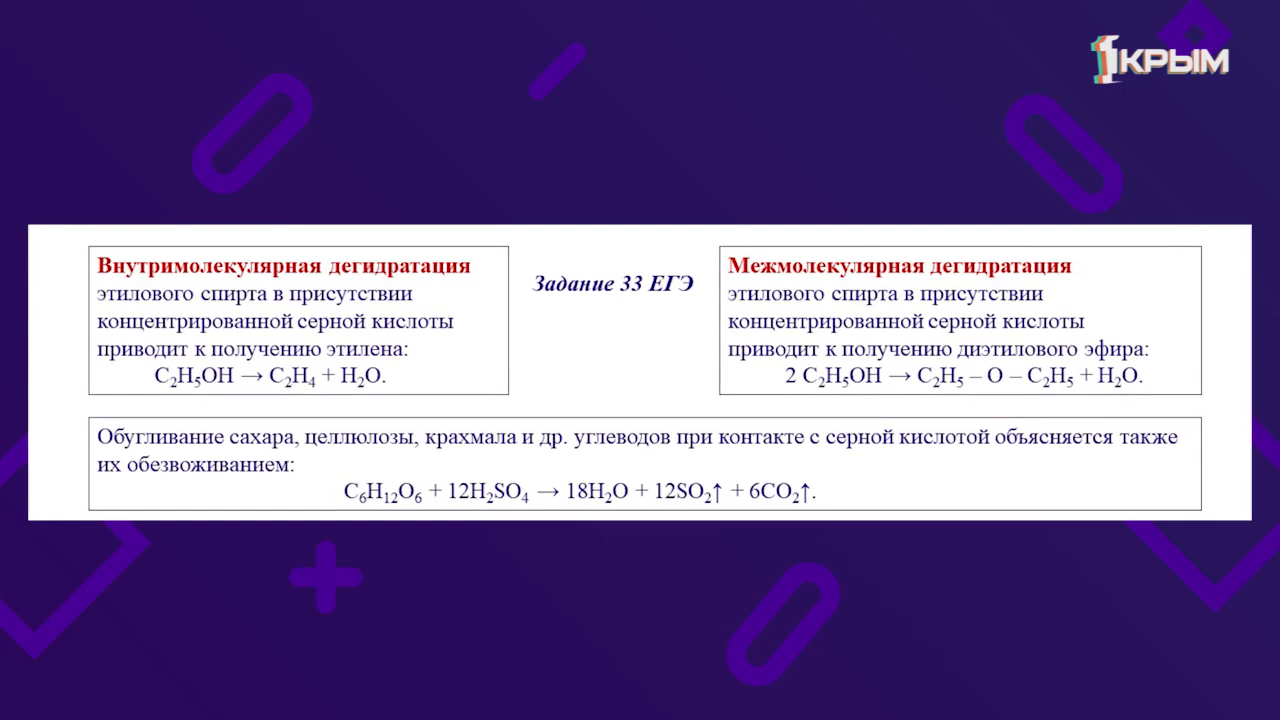 1КРЫМ
Внутримолекулярная дегидратация
этилового спирта в присутствии
концентрированной серной кислоты
приводит к получению этилена:
C₂H₅OH → C₂H₄ + H₂O.
Задание 33 ЕГЭ
Межмолекулярная дегидратация
этилового спирта в присутствии
концентрированной серной кислоты
приводит к получению диэтилового эфира:
2 C₂H₅OH → C₂H₅ – O – C₂H₅ + H₂O.
Обугливание сахара, целлюлозы, крахмала и др. углеводов при контакте с серной кислотой объясняется также
их обезвоживанием:
C₆H₁₂O₆ + 12H₂SO₄ → 18H₂O + 12SO₂↑ + 6CO₂↑.